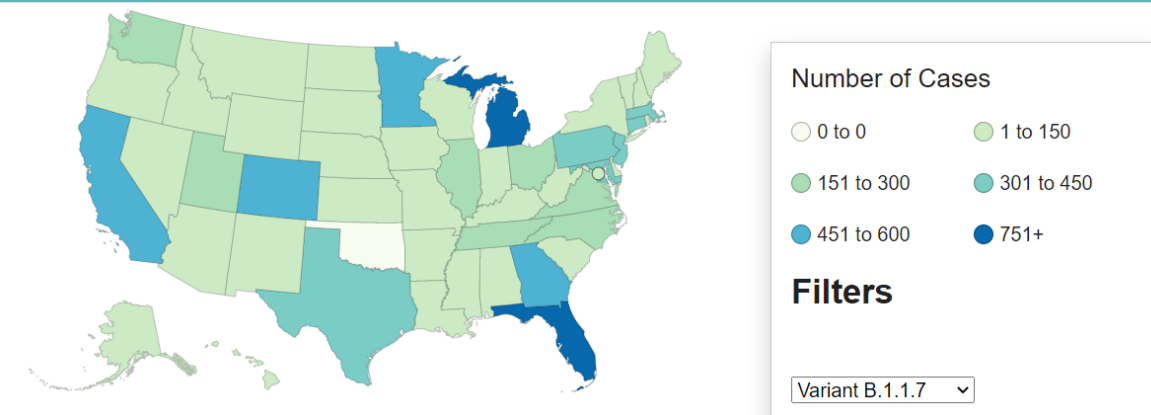 Number of Cases
0 to 0
1 to 150
151 to 300
301 to 450
451 to 600
751+
Filters
Variant B.1.1.7